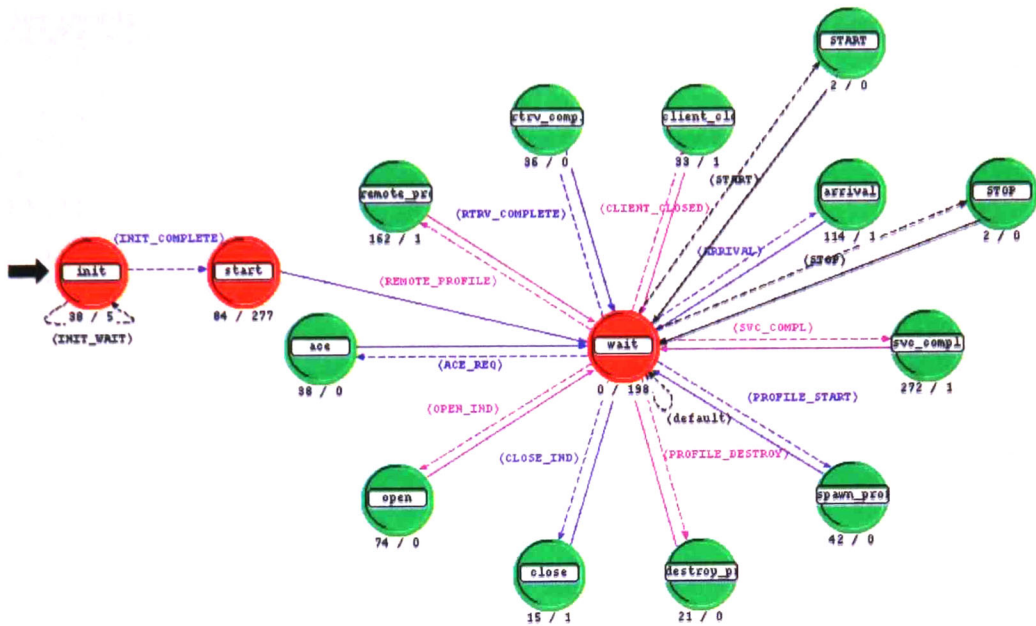 START
2 / 0
rtrv_comp.
36 / 0
client_clo
33 / 1
(START)
remote_pro
162 / 1
(RTRV_COMPLETE)
(CLIENT_CLOSED)
arrival
114 / 1
STOP
2 / 0
(INIT_COMPLETE)
(ARRIVAL)
(STOP)
init
38 / 5
(INIT_WAIT)
start
84 / 277
(REMOTE_PROFILE)
ace
38 / 0
(ACE_REQ)
wait
0 / 198
(default)
(SVC_COMPL)
svc_compl
272 / 1
(OPEN_IND)
(PROFILE_START)
(CLOSE_IND)
(PROFILE_DESTROY)
open
74 / 0
spawn_prof
42 / 0
close
15 / 1
destroy_pr
21 / 0